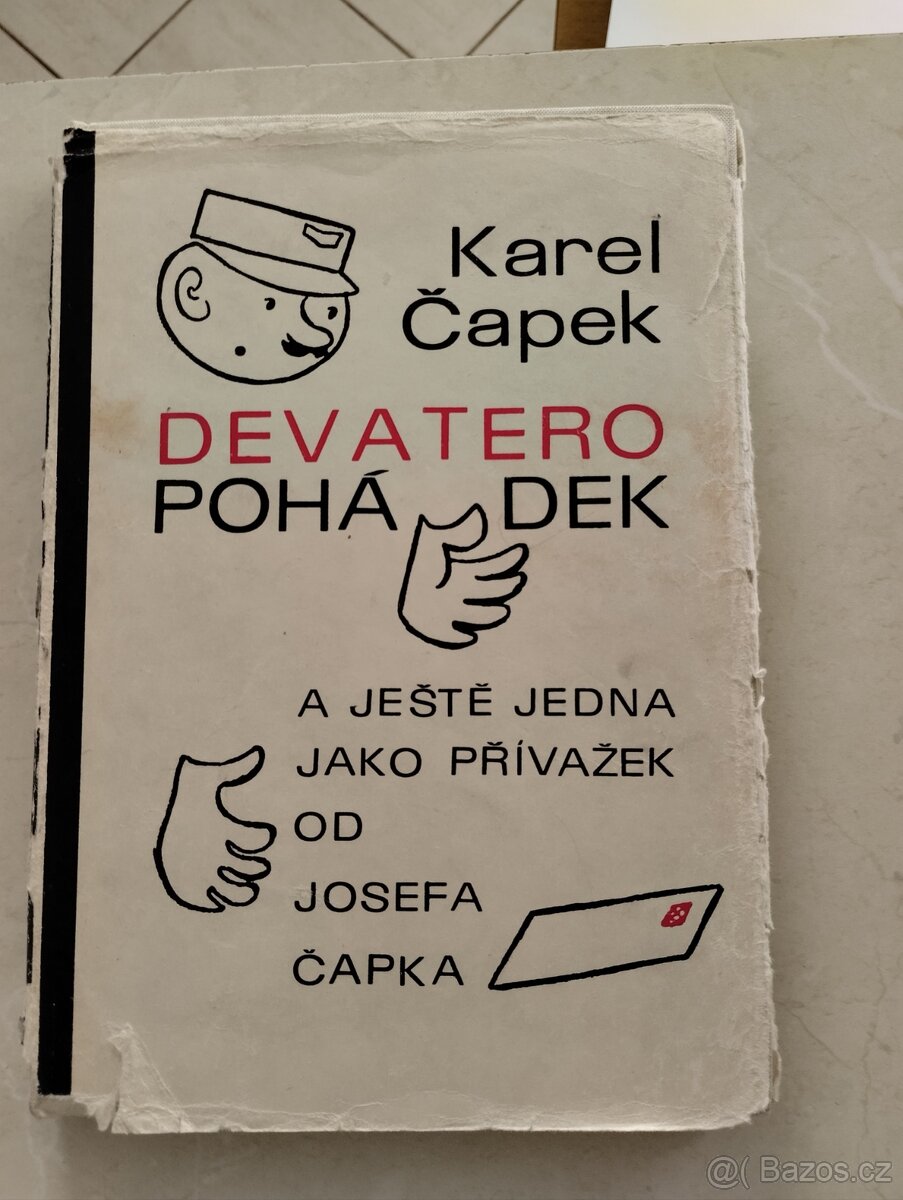 Karel
Čapek
DEVATERO
POHÁDEK
A JEŠTĚ JEDNA
JAKO PŘÍVAŽEK
OD
JOSEFA
ČAPKA
@( Bazos.cz